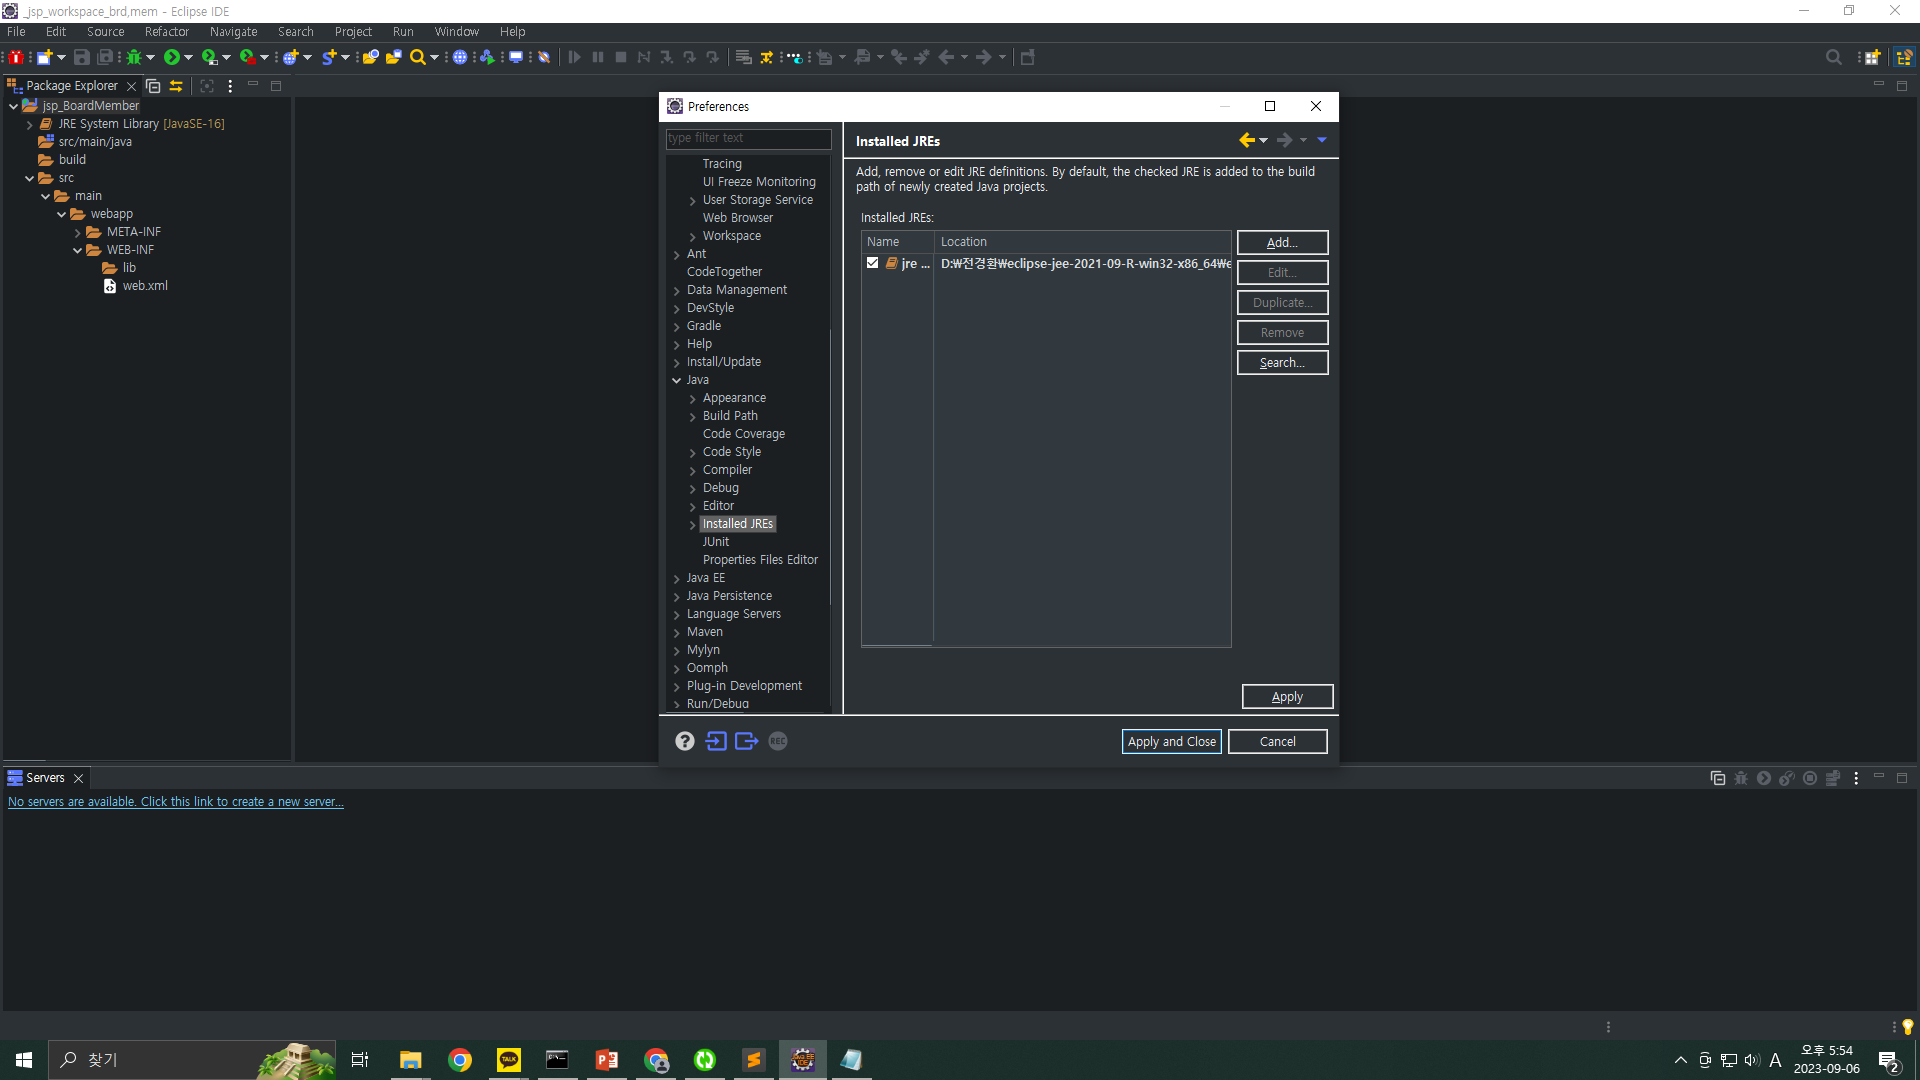 _jsp_workspace_brd,mem - Eclipse IDE
File Edit Source Refactor Navigate Search Project Run Window Help
Package Explorer
jsp_BoardMember
JRE System Library [JavaSE-16]
src/main/java
build
src
main
webapp
META-INF
WEB-INF
lib
web.xml
Preferences
type filter text
Tracing
UI Freeze Monitoring
User Storage Service
Web Browser
Workspace
Ant
CodeTogether
Data Management
DevStyle
Gradle
Help
Install/Update
Java
Appearance
Build Path
Code Coverage
Code Style
Compiler
Debug
Editor
Installed JREs
JUnit
Properties Files Editor
Java EE
Java Persistence
Language Servers
Maven
Mylyn
Oomph
Plug-in Development
Run/Debug
Installed JREs
Add, remove or edit JRE definitions. By default, the checked JRE is added to the build
path of newly created Java projects.
Installed JREs:
Name Location
jre ... D:₩전경환₩eclipse-jee-2021-09-R-win32-x86_64₩e
Add...
Edit...
Duplicate...
Remove
Search...
Apply
REC
Apply and Close Cancel
Servers
No servers are available. Click this link to create a new server...
찾기
TALK
A
오후 5:54
2023-09-06
2